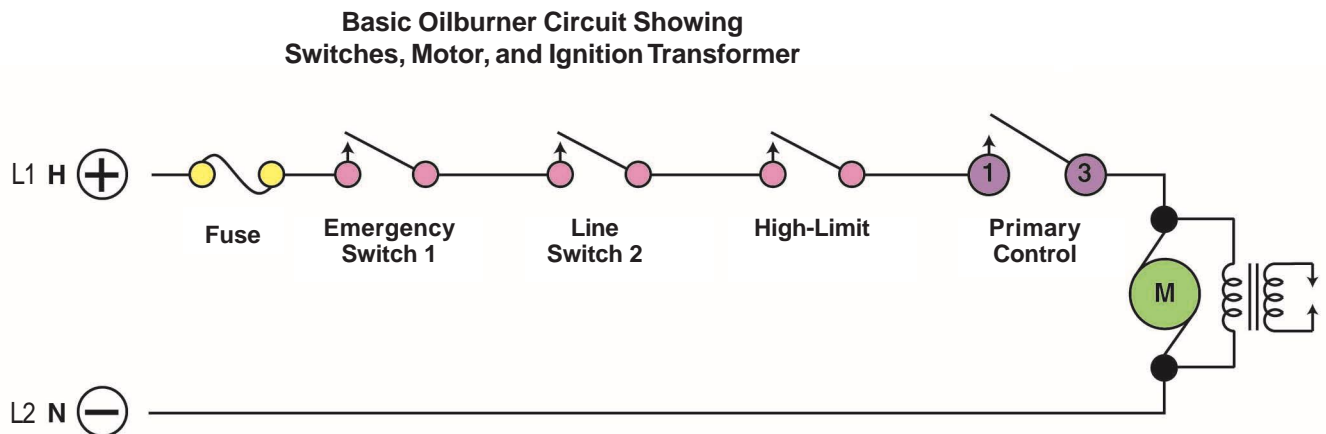 Basic Oilburner Circuit Showing
Switches, Motor, and Ignition Transformer
L1 H +
1 3
Fuse
Emergency
Switch 1
Line
Switch 2
High-Limit
Primary
Control
M
L2 N −